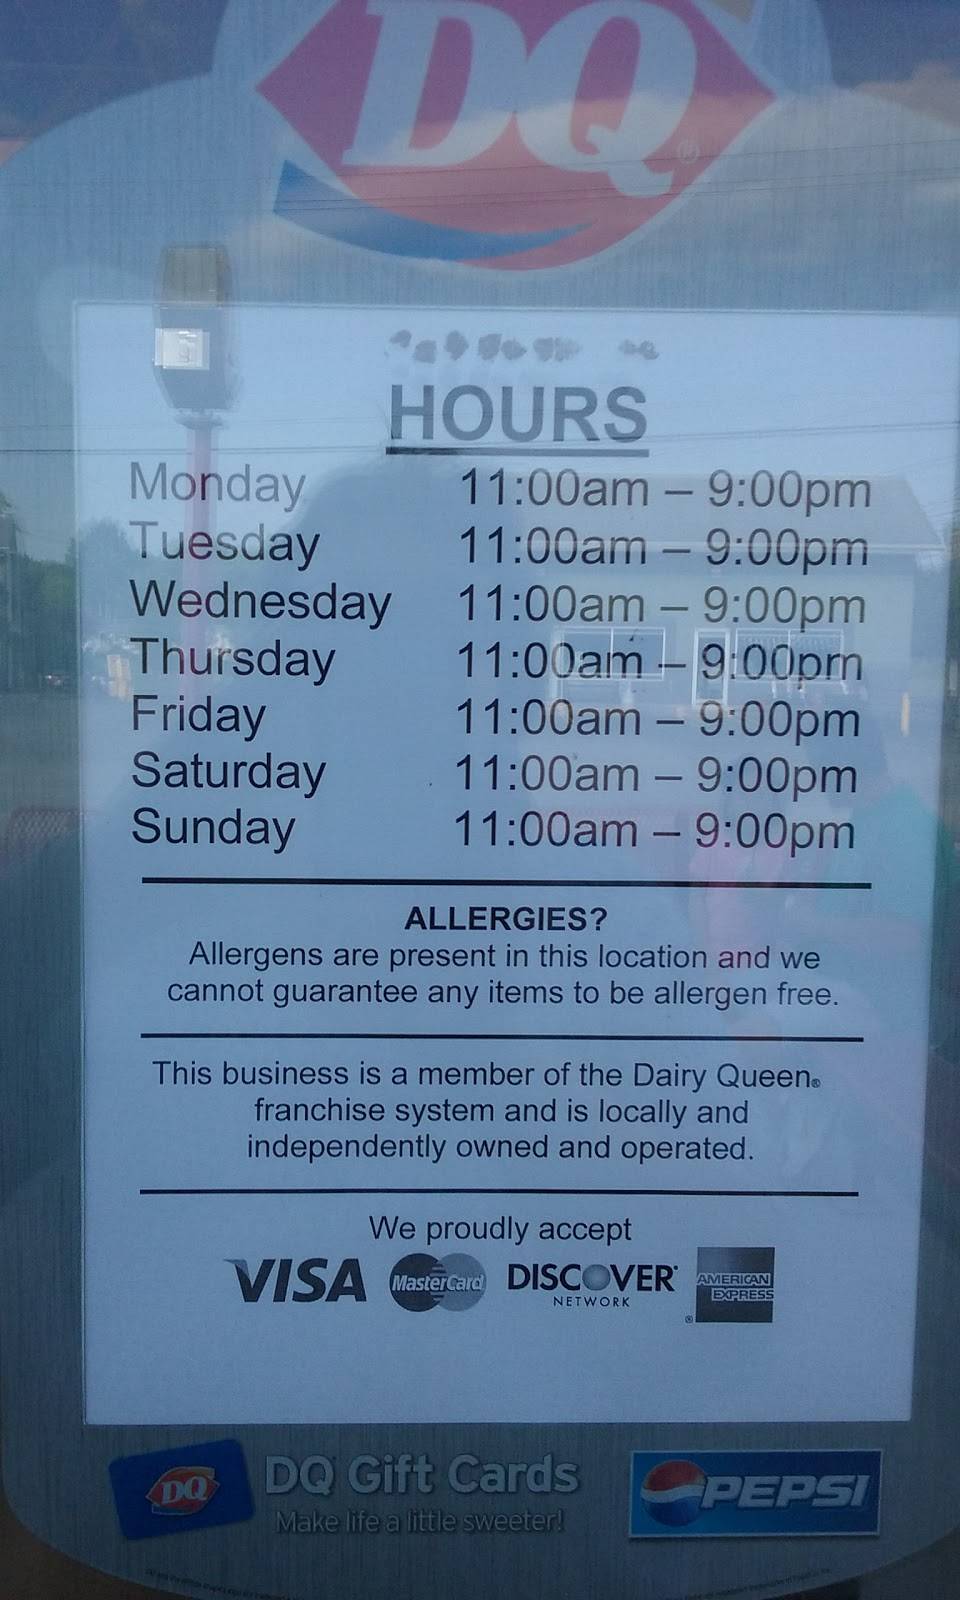 DQ®
HOURS
Monday 11:00am – 9:00pm
Tuesday 11:00am – 9:00pm
Wednesday 11:00am – 9:00pm
Thursday 11:00am – 9:00pm
Friday 11:00am – 9:00pm
Saturday 11:00am – 9:00pm
Sunday 11:00am – 9:00pm
ALLERGIES?
Allergens are present in this location and we
cannot guarantee any items to be allergen free.
This business is a member of the Dairy Queen®
franchise system and is locally and
independently owned and operated.
We proudly accept
VISA MasterCard DISCOVER® NETWORK AMERICAN EXPRESS ®
DQ DQ® Gift Cards PEPSI
Make life a little sweeter!